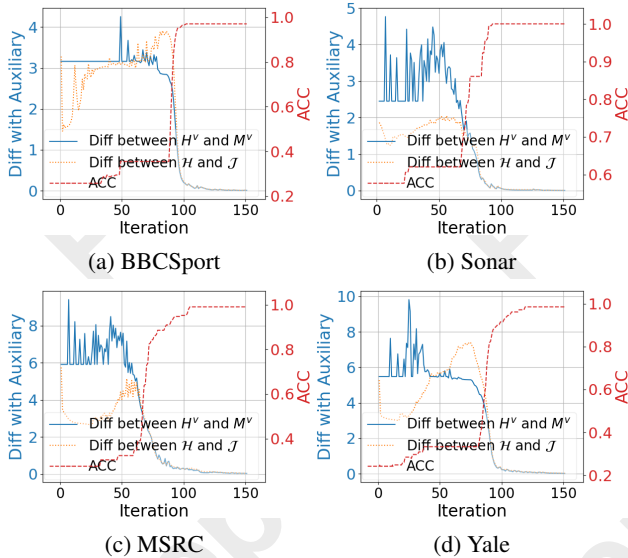 4
3
2
1
0
Diff with Auxiliary
1.0
0.8
0.6
0.4
0.2
ACC
Diff between H^v and M^v
Diff between ℋ and 𝒥
ACC
0 50 100 150
Iteration
(a) BBCSport
5
4
3
2
1
0
Diff with Auxiliary
1.0
0.9
0.8
0.7
0.6
ACC
Diff between H^v and M^v
Diff between ℋ and 𝒥
ACC
0 50 100 150
Iteration
(b) Sonar
8
6
4
2
0
Diff with Auxiliary
1.0
0.8
0.6
0.4
ACC
Diff between H^v and M^v
Diff between ℋ and 𝒥
ACC
0 50 100 150
Iteration
(c) MSRC
10
8
6
4
2
0
Diff with Auxiliary
1.0
0.8
0.6
0.4
0.2
ACC
Diff between H^v and M^v
Diff between ℋ and 𝒥
ACC
0 50 100 150
Iteration
(d) Yale